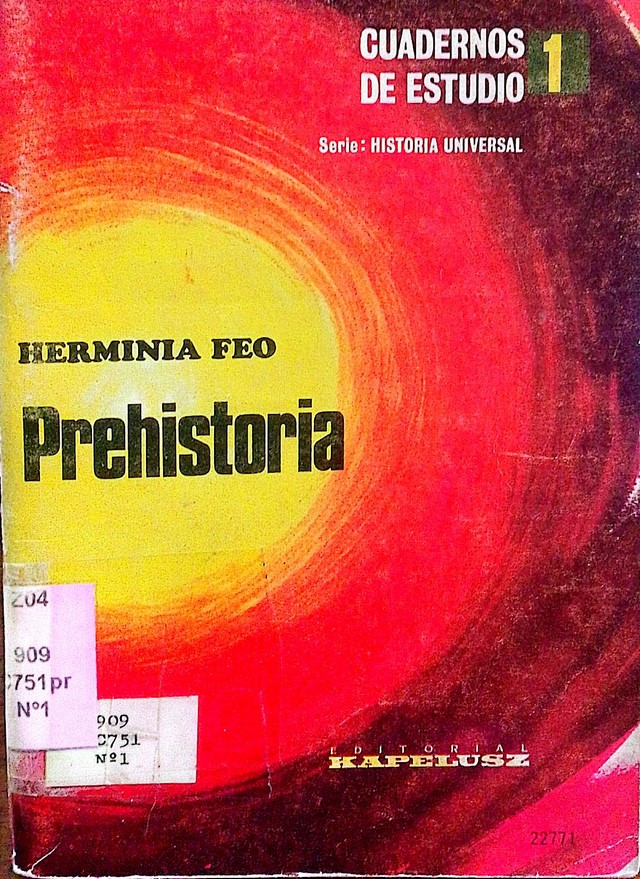 CUADERNOS
DE ESTUDIO
1
Serie: HISTORIA UNIVERSAL
HERMINIA FEO
Prehistoria
204
909
C751pr
Nº1
909
C751
Nº1
EDITORIAL
KAPELUSZ
22771